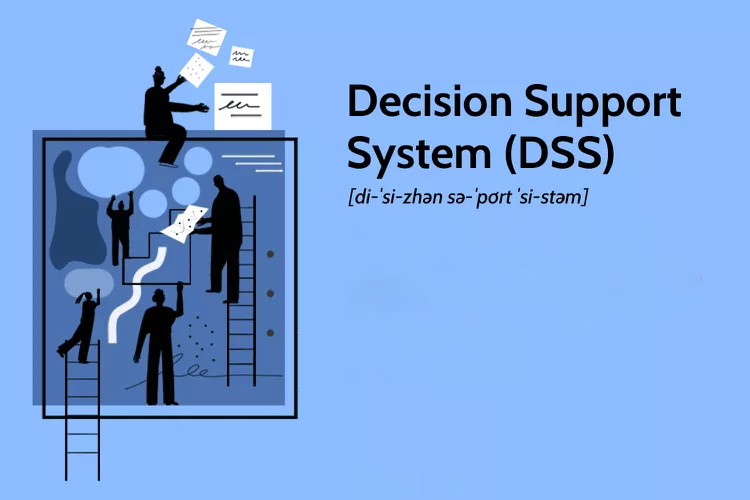 Decision Support
System (DSS)
[di-ˈsi-zhən sə-ˈpȯrt ˈsi-stəm]